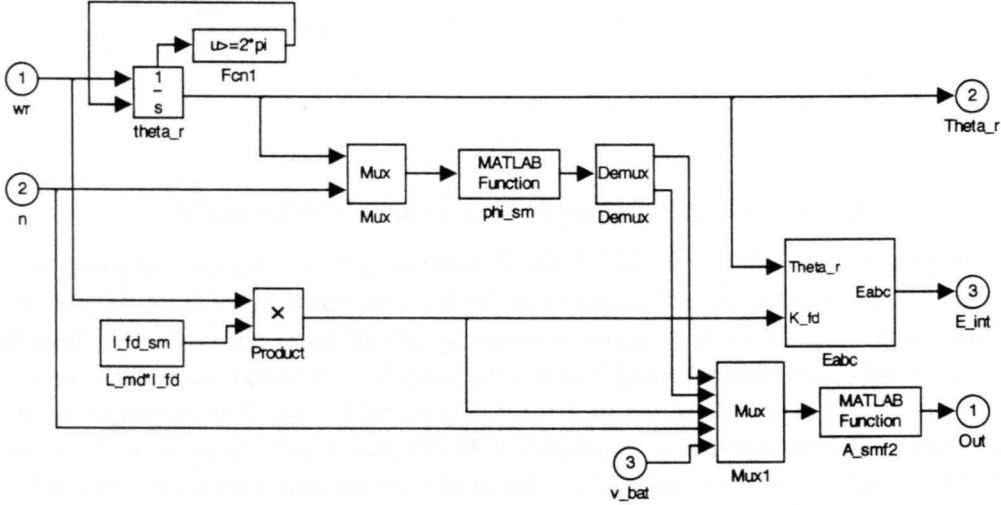 u>=2*pi
Fcn1
1
wr
1
s
theta_r
2
Theta_r
2
n
Mux
Mux
MATLAB
Function
phi_sm
Demux
Demux
Theta_r
K_fd
Eabc
Eabc
3
E_int
I_fd_sm
L_md*I_fd
×
Product
Mux
Mux1
MATLAB
Function
A_smf2
1
Out
3
v_bat